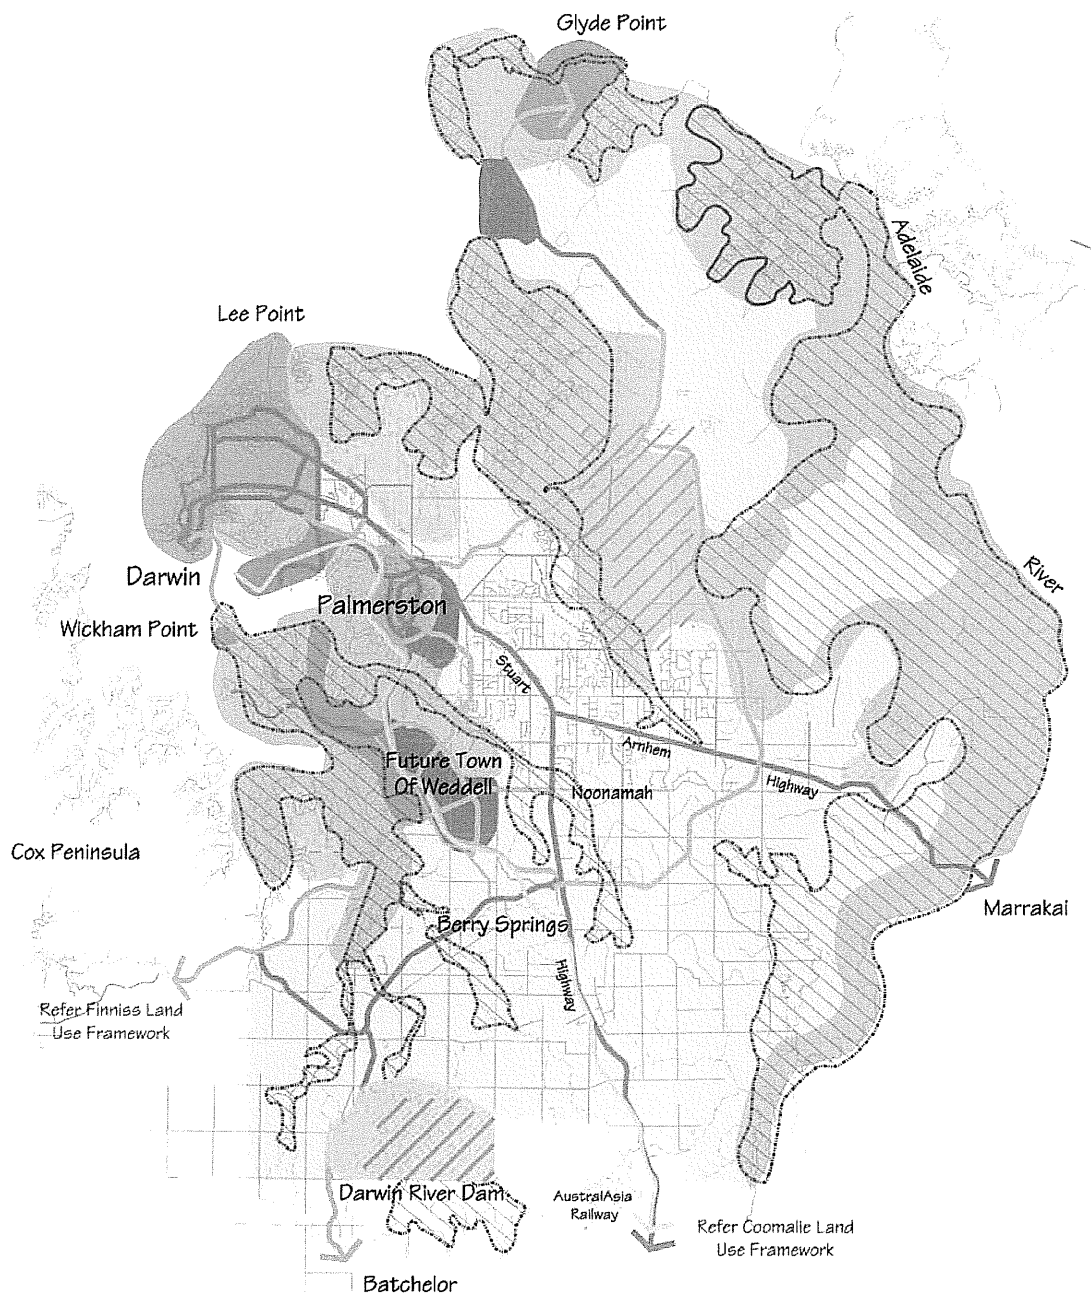 Glyde Point
Adelaide
Lee Point
River
Darwin
Palmerston
Wickham Point
Stuart
Arnhem
Highway
Future Town
Of Weddell
Noonamah
Cox Peninsula
Marrakai
Berry Springs
Highway
Refer Finniss Land
Use Framework
Darwin River Dam
AustralAsia
Railway
Refer Coomalie Land
Use Framework
Batchelor